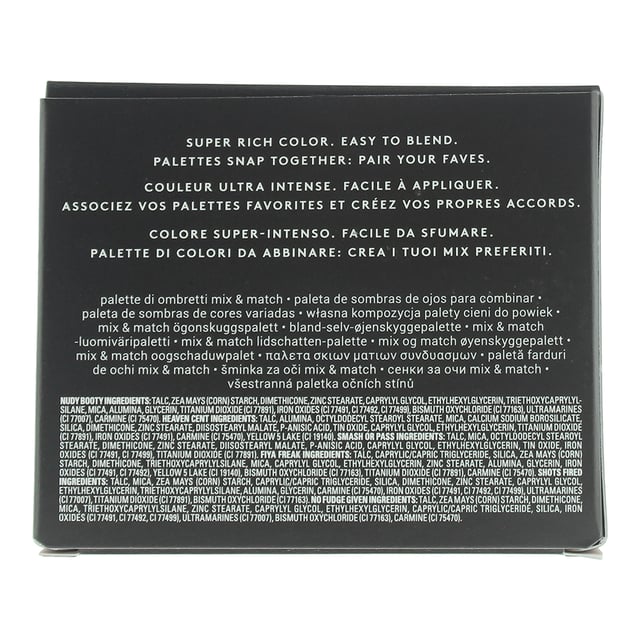 SUPER RICH COLOR. EASY TO BLEND.
PALETTES SNAP TOGETHER: PAIR YOUR FAVES.
COULEUR ULTRA INTENSE. FACILE À APPLIQUER.
ASSOCIEZ VOS PALETTES FAVORITES ET CRÉEZ VOS PROPRES ACCORDS.
COLORE SUPER-INTENSO. FACILE DA SFUMARE.
PALETTE DI COLORI DA ABBINARE: CREA I TUOI MIX PREFERITI.
palette di ombretti mix & match • paleta de sombras de ojos para combinar •
paleta de sombras de cores variadas • własna kompozycja palety cieni do powiek •
mix & match ögonskuggspalett • bland-selv-øjenskyggepalette • mix & match
-luomiväripaletti • mix & match lidschatten-palette • mix og match øyenskyggepalett •
mix & match oogschaduwpalet • παλετα σκιων ματιων συνδυασμων • paletă farduri
de ochi mix & match • šminka za oči mix & match • сенки за очи mix & match •
všestranná paletka očních stínů
NUDY BOOTY INGREDIENTS: TALC, ZEA MAYS (CORN) STARCH, DIMETHICONE, ZINC STEARATE, CAPRYLYL GLYCOL, ETHYLHEXYLGLYCERIN, TRIETHOXYCAPRYLYL-
SILANE, MICA, ALUMINA, GLYCERIN, TITANIUM DIOXIDE (CI 77891), IRON OXIDES (CI 77491, CI 77492, CI 77499), BISMUTH OXYCHLORIDE (CI 77163), ULTRAMARINES
(CI 77007), CARMINE (CI 75470). HEAVEN CENT INGREDIENTS: TALC, ALUMINA, OCTYLDODECYL STEAROYL STEARATE, MICA, CALCIUM SODIUM BOROSILICATE,
SILICA, DIMETHICONE, ZINC STEARATE, DIISOSTEARYL MALATE, P-ANISIC ACID, TIN OXIDE, CAPRYLYL GLYCOL, ETHYLHEXYLGLYCERIN, TITANIUM DIOXIDE (CI
77891), IRON OXIDES (CI 77491), CARMINE (CI 75470), YELLOW 5 LAKE (CI 19140). SMASH OR PASS INGREDIENTS: TALC, MICA, OCTYLDODECYL STEAROYL
STEARATE, ALUMINA, DIMETHICONE, ZINC STEARATE, DIISOSTEARYL MALATE, P-ANISIC ACID, TIN OXIDE, CAPRYLYL GLYCOL, ETHYLHEXYLGLYCERIN, IRON OXIDES
(CI 77491, CI 77499), TITANIUM DIOXIDE (CI 77891). FIYA FREAK INGREDIENTS: TALC, CAPRYLIC/CAPRIC TRIGLYCERIDE, SILICA, ZEA MAYS (CORN)
STARCH, DIMETHICONE, TRIETHOXYCAPRYLYLSILANE, MICA, CAPRYLYL GLYCOL, ETHYLHEXYLGLYCERIN, ZINC STEARATE, ALUMINA, GLYCERIN, IRON
OXIDES (CI 77491, CI 77499), YELLOW 5 LAKE (CI 19140), BISMUTH OXYCHLORIDE (CI 77163), TITANIUM DIOXIDE (CI 77891), CARMINE (CI 75470). SHOTS FIRED
INGREDIENTS: TALC, MICA, ZEA MAYS (CORN) STARCH, CAPRYLIC/CAPRIC TRIGLYCERIDE, SILICA, DIMETHICONE, ZINC STEARATE, CAPRYLYL GLYCOL,
ETHYLHEXYLGLYCERIN, TRIETHOXYCAPRYLYLSILANE, ALUMINA, GLYCERIN, CARMINE (CI 75470), IRON OXIDES (CI 77491, CI 77492, CI 77499), ULTRAMARINES
(CI 77007), TITANIUM DIOXIDE (CI 77891), BISMUTH OXYCHLORIDE (CI 77163). NO FUDGE GIVEN INGREDIENTS: TALC, ZEA MAYS (CORN) STARCH, DIMETHICONE,
MICA, TRIETHOXYCAPRYLYLSILANE, ZINC STEARATE, CAPRYLYL GLYCOL, ETHYLHEXYLGLYCERIN, CAPRYLIC/CAPRIC TRIGLYCERIDE, SILICA, IRON
OXIDES (CI 77491, CI 77492, CI 77499), ULTRAMARINES (CI 77007), BISMUTH OXYCHLORIDE (CI 77163), CARMINE (CI 75470).